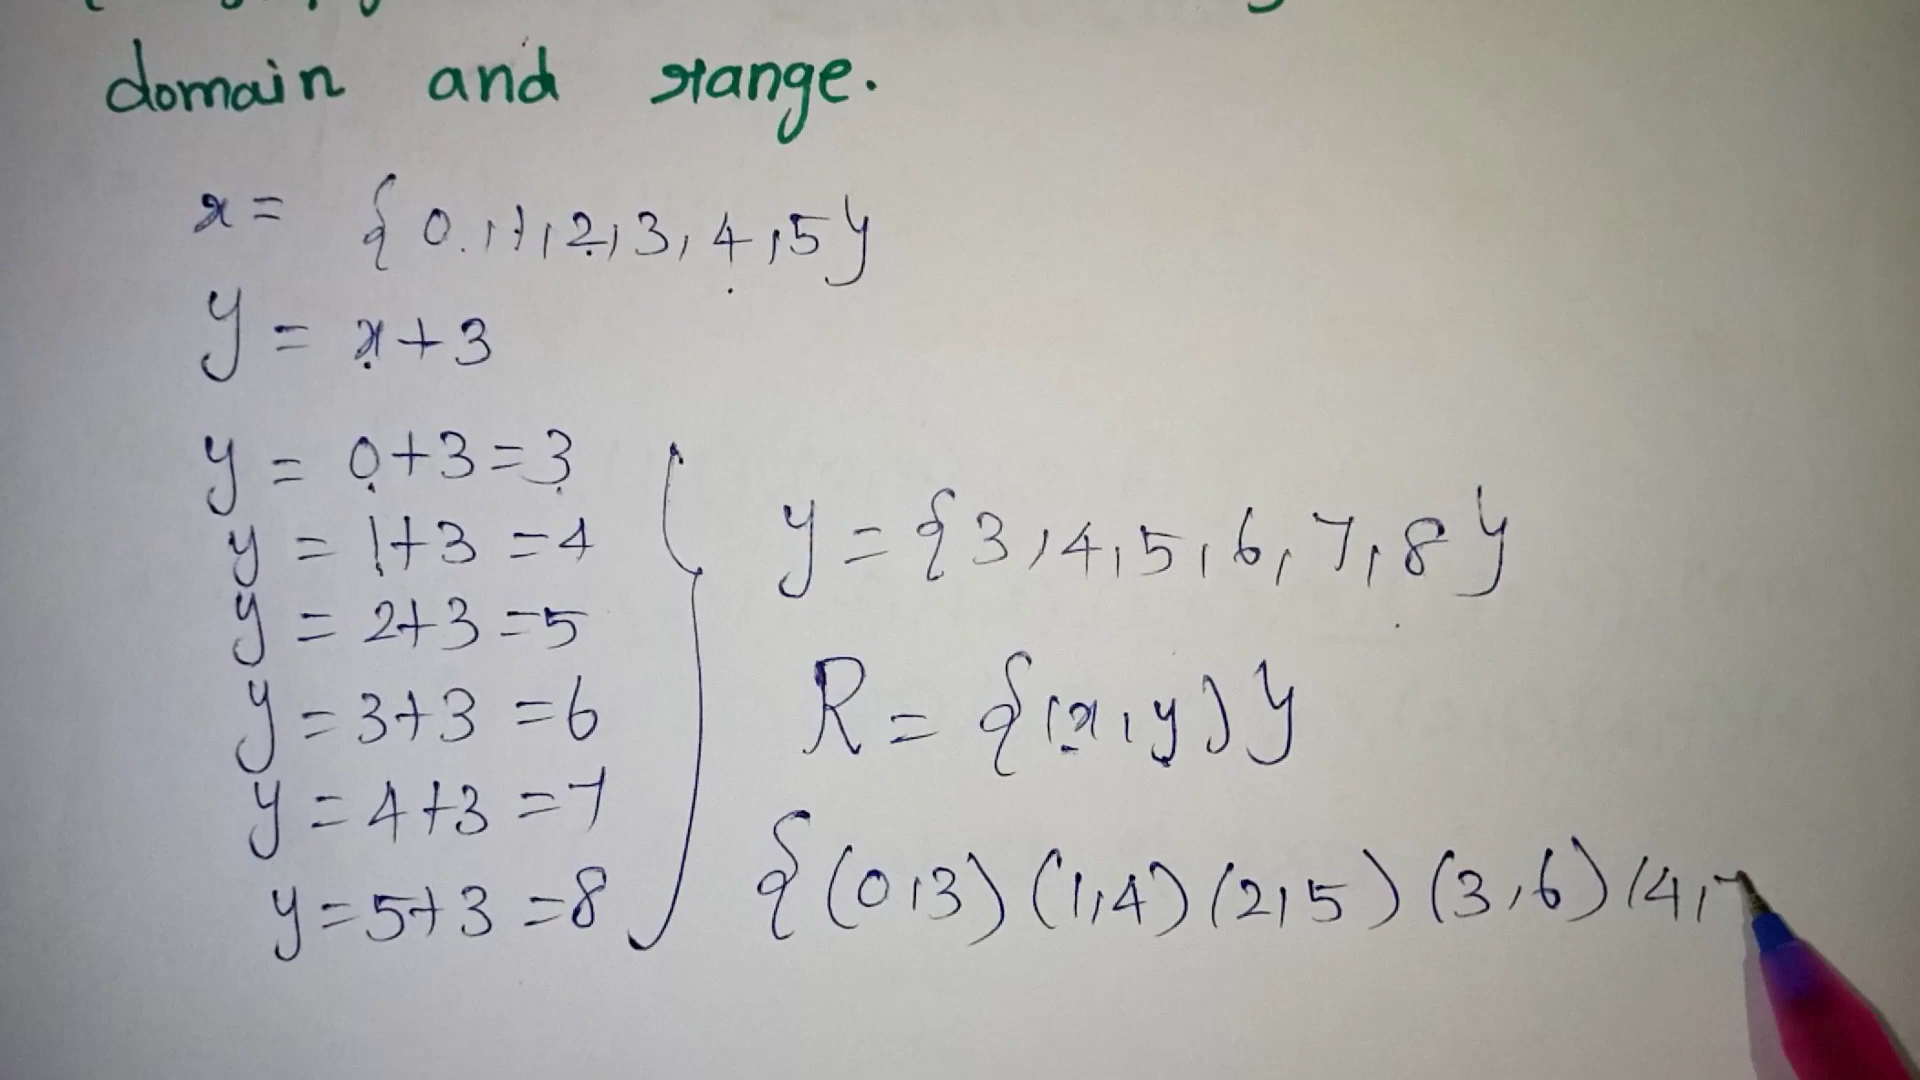 domain and range.
x = {0, 1, 2, 3, 4, 5}
y = x+3
y = 0+3=3
y = 1+3 =4
y = 2+3 =5
y = 3+3 =6
y = 4+3 =7
y = 5+3 =8
y = {3, 4, 5, 6, 7, 8}
R = {(x, y)}
{(0,3) (1,4) (2,5) (3,6) (4,